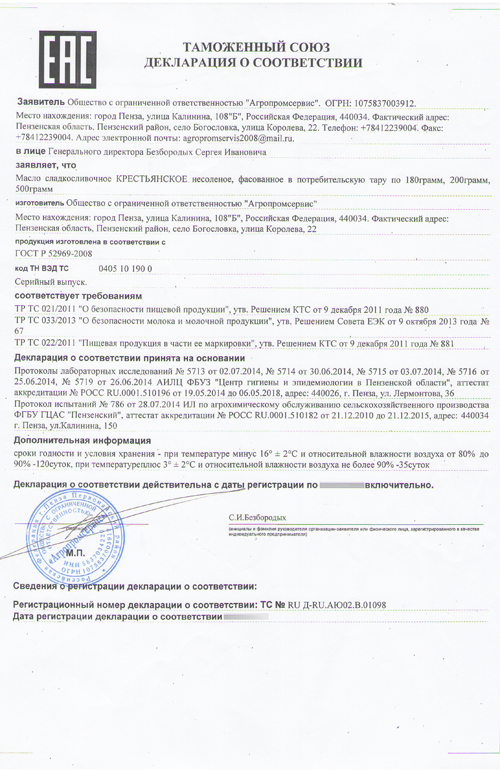 ЕАС
ТАМОЖЕННЫЙ СОЮЗ
ДЕКЛАРАЦИЯ О СООТВЕТСТВИИ
Заявитель Общество с ограниченной ответственностью "Агропромсервис". ОГРН: 1075837003912.
Место нахождения: город Пенза, улица Калинина, 108"Б", Российская Федерация, 440034. Фактический адрес:
Пензенская область, Пензенский район, село Богословка, улица Королева, 22. Телефон: +78412239004. Факс:
+78412239004. Адрес электронной почты: agropromservis2008@mail.ru.
в лице Генерального директора Безбородых Сергея Ивановича
заявляет, что
Масло сладкосливочное КРЕСТЬЯНСКОЕ несоленое, фасованное в потребительскую тару по 180грамм, 200грамм,
500грамм
изготовитель Общество с ограниченной ответственностью "Агропромсервис"
Место нахождения: город Пенза, улица Калинина, 108"Б", Российская Федерация, 440034. Фактический адрес:
Пензенская область, Пензенский район, село Богословка, улица Королева, 22
продукция изготовлена в соответствии с
ГОСТ Р 52969-2008
код ТН ВЭД ТС 0405 10 190 0
Серийный выпуск.
соответствует требованиям
ТР ТС 021/2011 "О безопасности пищевой продукции", утв. Решением КТС от 9 декабря 2011 года № 880
ТР ТС 033/2013 "О безопасности молока и молочной продукции", утв. Решением Совета ЕЭК от 9 октября 2013 года №
67
ТР ТС 022/2011 "Пищевая продукция в части ее маркировки", утв. Решением КТС от 9 декабря 2011 года № 881
Декларация о соответствии принята на основании
Протоколы лабораторных исследований № 5713 от 02.07.2014, № 5714 от 30.06.2014, № 5715 от 03.07.2014, № 5716 от
25.06.2014, № 5719 от 26.06.2014 АИЛЦ ФБУЗ "Центр гигиены и эпидемиологии в Пензенской области", аттестат
аккредитации № РОСС RU.0001.510196 от 19.05.2014 до 06.05.2018, адрес: 440026, г. Пенза, ул. Лермонтова, 36
Протокол испытаний № 786 от 28.07.2014 ИЛ по агрохимическому обслуживанию сельскохозяйственного производства
ФГБУ ГЦАС "Пензенский", аттестат аккредитации № РОСС RU.0001.510182 от 21.12.2010 до 21.12.2015, адрес: 440034
г. Пенза, ул.Калинина, 150
Дополнительная информация
сроки годности и условия хранения - при температуре минус 16° ± 2°С и относительной влажности воздуха от 80% до
90% -120суток, при температуреплюс 3° ± 2°С и относительной влажности воздуха не более 90% -35суток
Декларация о соответствии действительна с даты регистрации по включительно.
С.И.Безбородых
инициалы и фамилия руководителя организации-заявителя или физического лица, зарегистрированного в качестве
индивидуального предпринимателя)
"Агропромсервис"
М.П.
Сведения о регистрации декларации о соответствии:
Регистрационный номер декларации о соответствии: ТС № RU Д-RU.АЮ02.В.01098
Дата регистрации декларации о соответствии